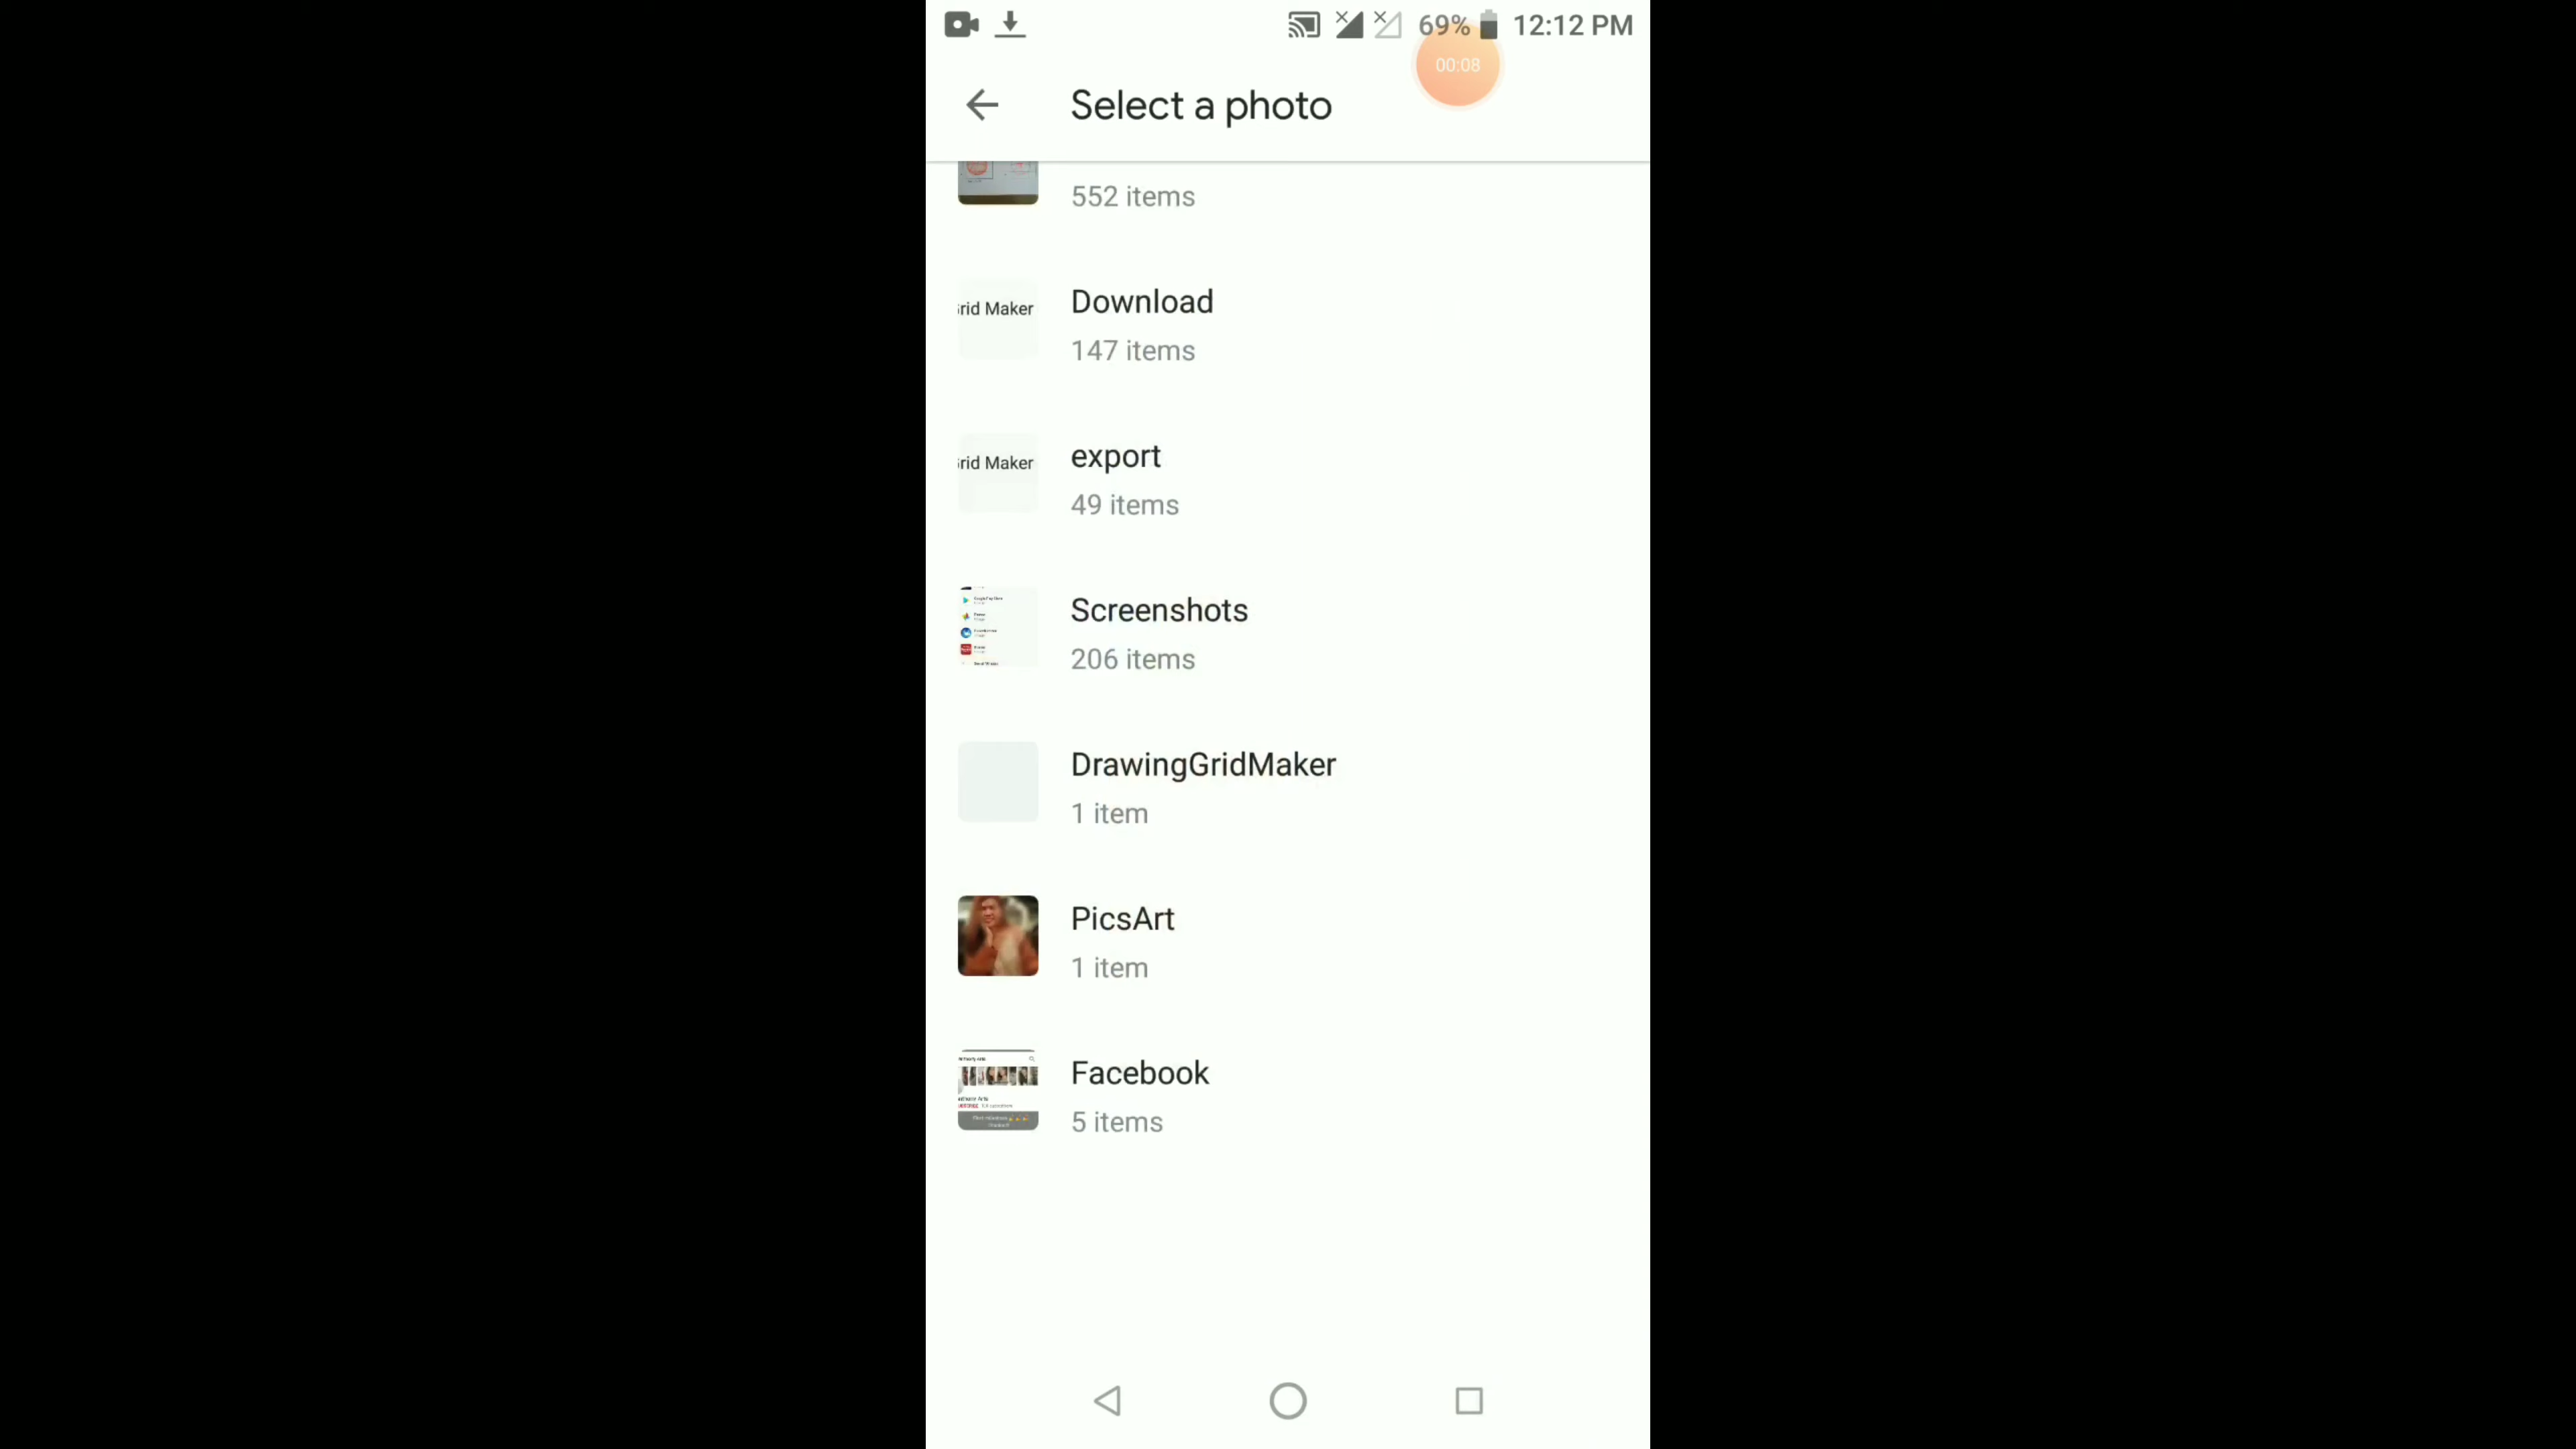 69% 12:12 PM
00:08
Select a photo
552 items
rid Maker
Download
147 items
rid Maker
export
49 items
Screenshots
206 items
DrawingGridMaker
1 item
PicsArt
1 item
Facebook
5 items